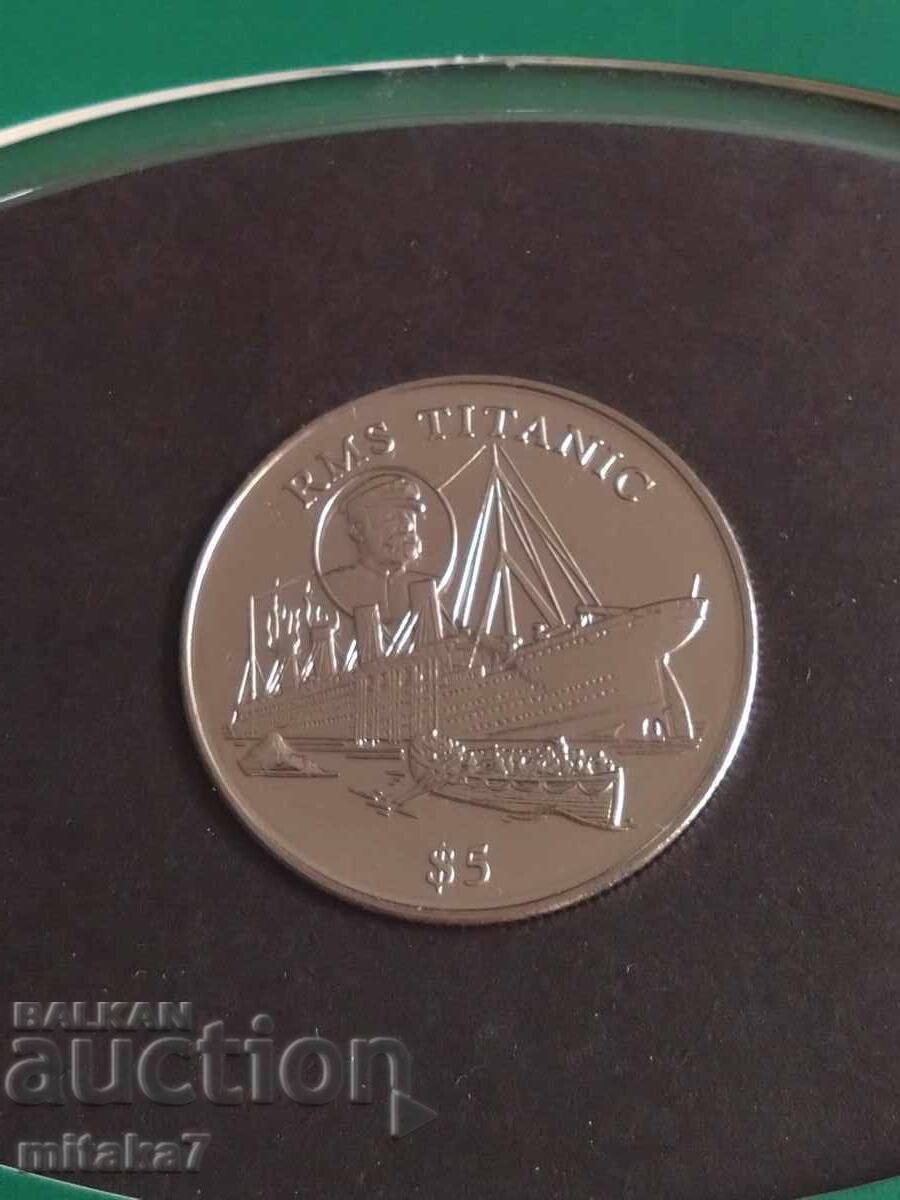 RMS TITANIC
$5
BALKAN
auction
mitaka7